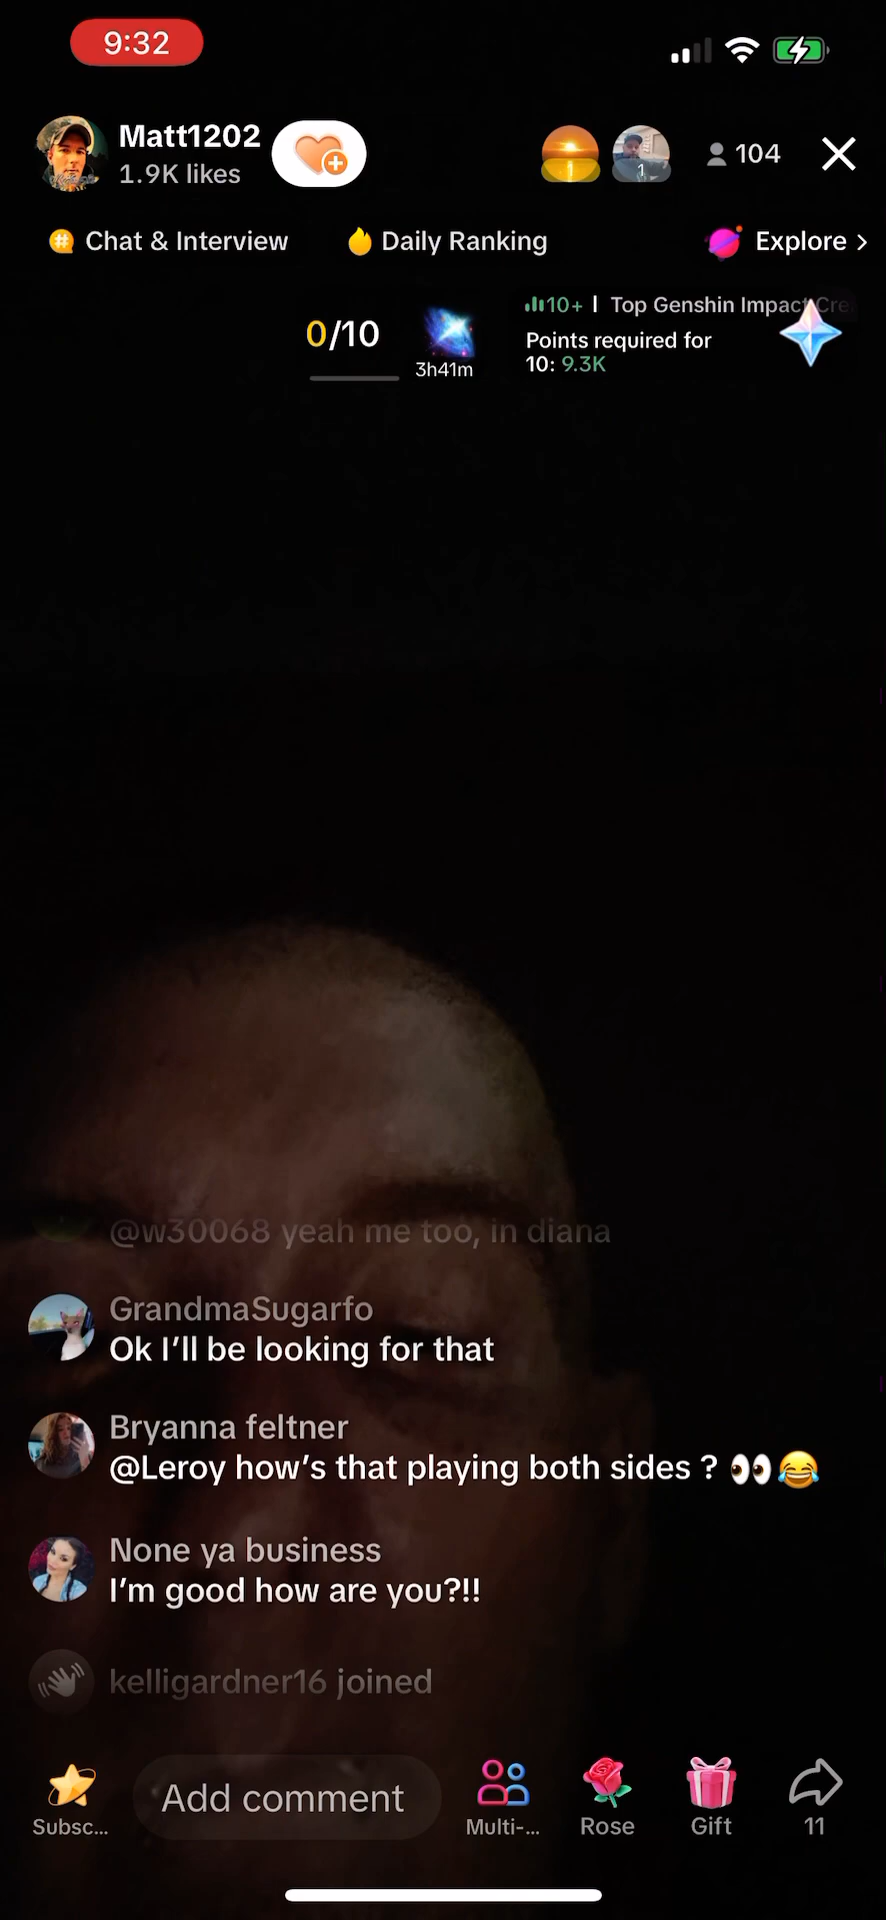 9:32
Matt1202
1.9K likes
1
104
Chat & Interview
Daily Ranking
Explore >
0/10
3h41m
10+ | Top Genshin Impact Cre
Points required for
10: 9.3K
@w30068 yeah me too, in diana
GrandmaSugarfo
Ok I’ll be looking for that
Bryanna feltner
@Leroy how’s that playing both sides ? 👀😂
None ya business
I’m good how are you?!!
kelligardner16 joined
Add comment
Subsc...
Multi-...
Rose
Gift
11